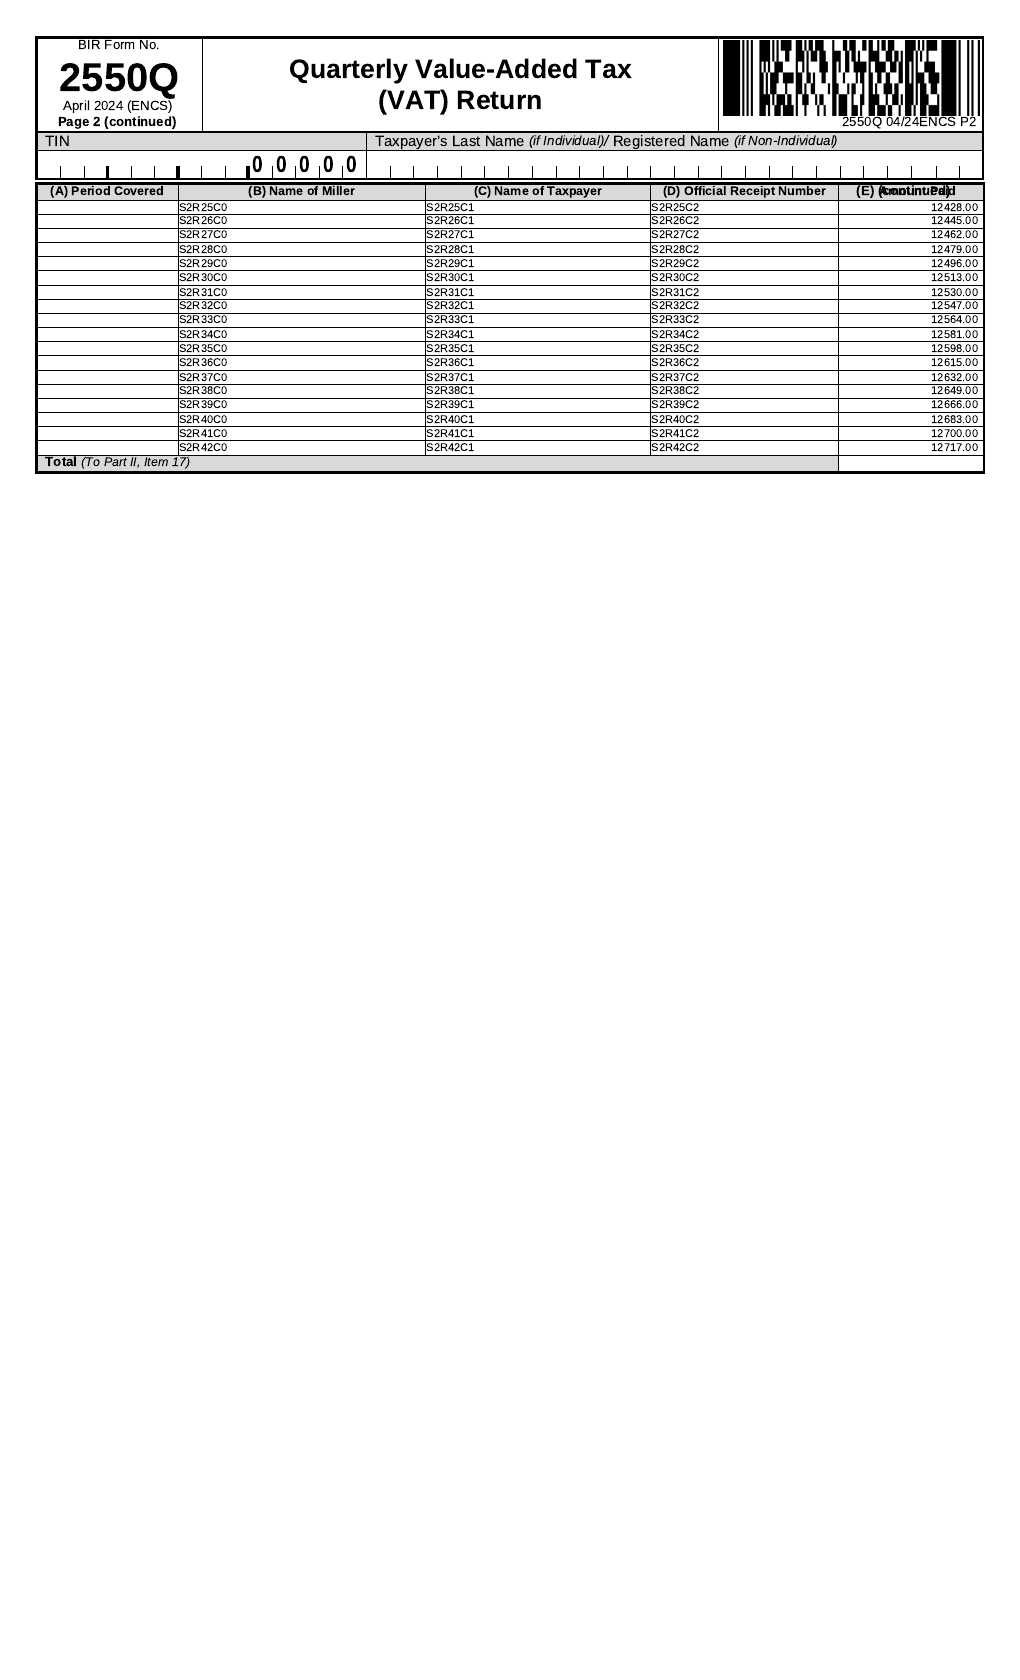 BIR Form No.
2550Q
April 2024 (ENCS)
Page 2 (continued)
Quarterly Value-Added Tax
(VAT) Return
2550Q 04/24ENCS P2
TIN
Taxpayer's Last Name (if Individual)/ Registered Name (if Non-Individual)
0 0 0 0 0
(A) Period Covered (B) Name of Miller (C) Name of Taxpayer (D) Official Receipt Number (E)
S2R25C0 S2R25C1 S2R25C2 12428.00
S2R26C0 S2R26C1 S2R26C2 12445.00
S2R27C0 S2R27C1 S2R27C2 12462.00
S2R28C0 S2R28C1 S2R28C2 12479.00
S2R29C0 S2R29C1 S2R29C2 12496.00
S2R30C0 S2R30C1 S2R30C2 12513.00
S2R31C0 S2R31C1 S2R31C2 12530.00
S2R32C0 S2R32C1 S2R32C2 12547.00
S2R33C0 S2R33C1 S2R33C2 12564.00
S2R34C0 S2R34C1 S2R34C2 12581.00
S2R35C0 S2R35C1 S2R35C2 12598.00
S2R36C0 S2R36C1 S2R36C2 12615.00
S2R37C0 S2R37C1 S2R37C2 12632.00
S2R38C0 S2R38C1 S2R38C2 12649.00
S2R39C0 S2R39C1 S2R39C2 12666.00
S2R40C0 S2R40C1 S2R40C2 12683.00
S2R41C0 S2R41C1 S2R41C2 12700.00
S2R42C0 S2R42C1 S2R42C2 12717.00
Total (To Part II, Item 17)